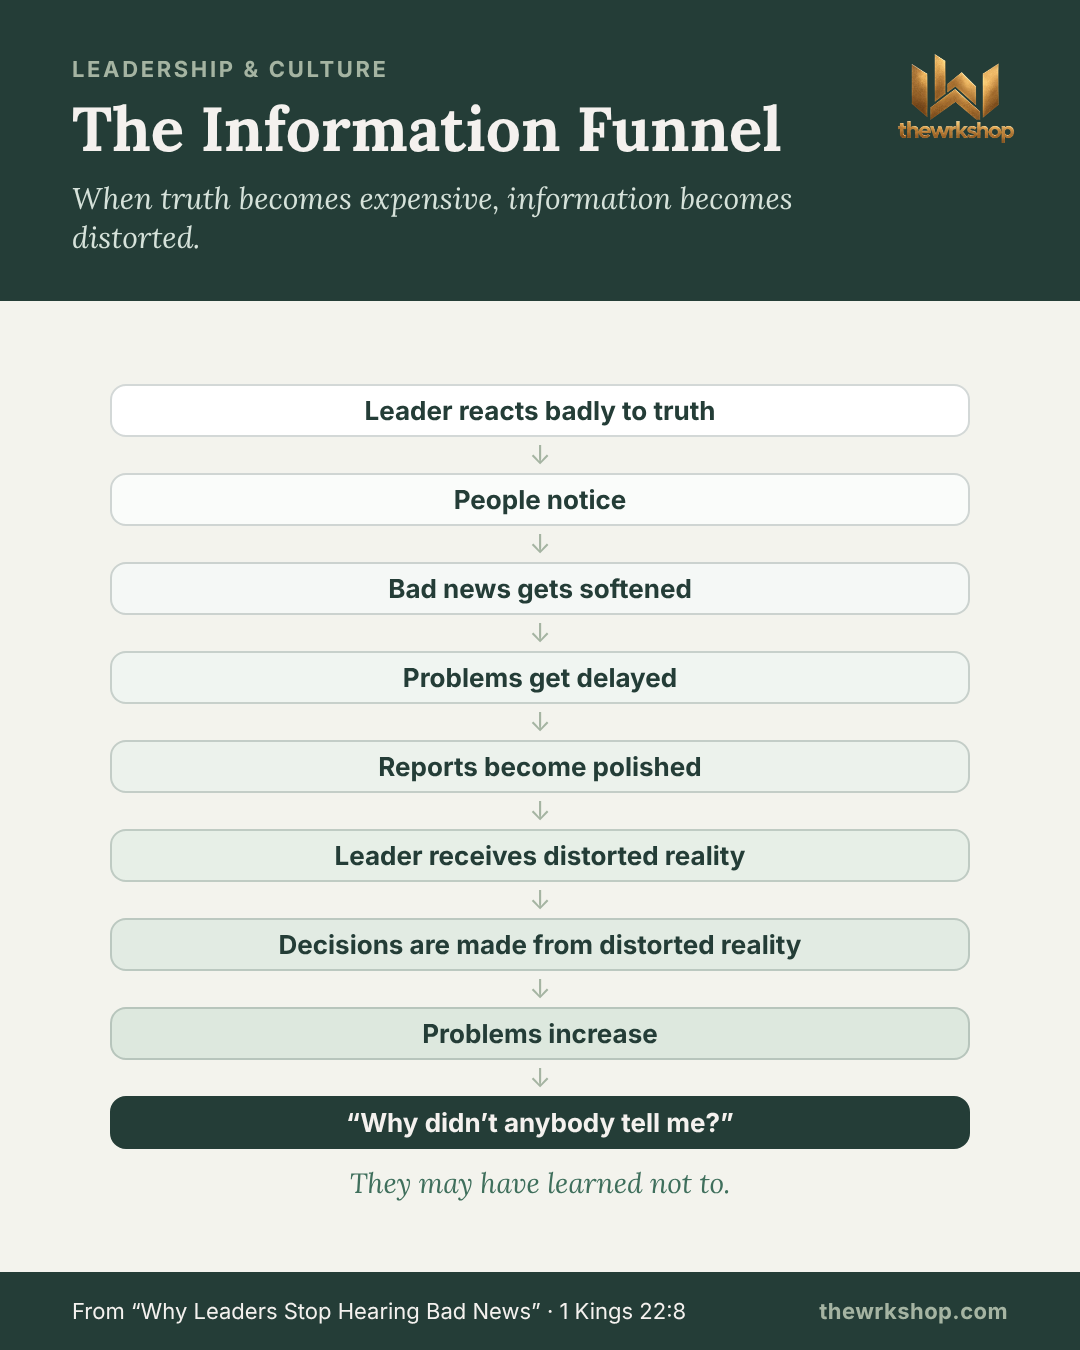 LEADERSHIP & CULTURE
The Information Funnel
thewrkshop
When truth becomes expensive, information becomes
distorted.
Leader reacts badly to truth
↓
People notice
↓
Bad news gets softened
↓
Problems get delayed
↓
Reports become polished
↓
Leader receives distorted reality
↓
Decisions are made from distorted reality
↓
Problems increase
↓
“Why didn’t anybody tell me?”
They may have learned not to.
From “Why Leaders Stop Hearing Bad News” · 1 Kings 22:8
thewrkshop.com